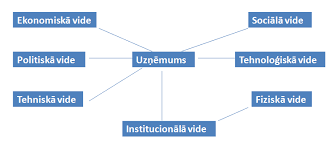 Ekonomiskā vide
Sociālā vide
Politiskā vide
Uzņēmums
Tehnoloģiskā vide
Tehniskā vide
Fiziskā vide
Institucionālā vide